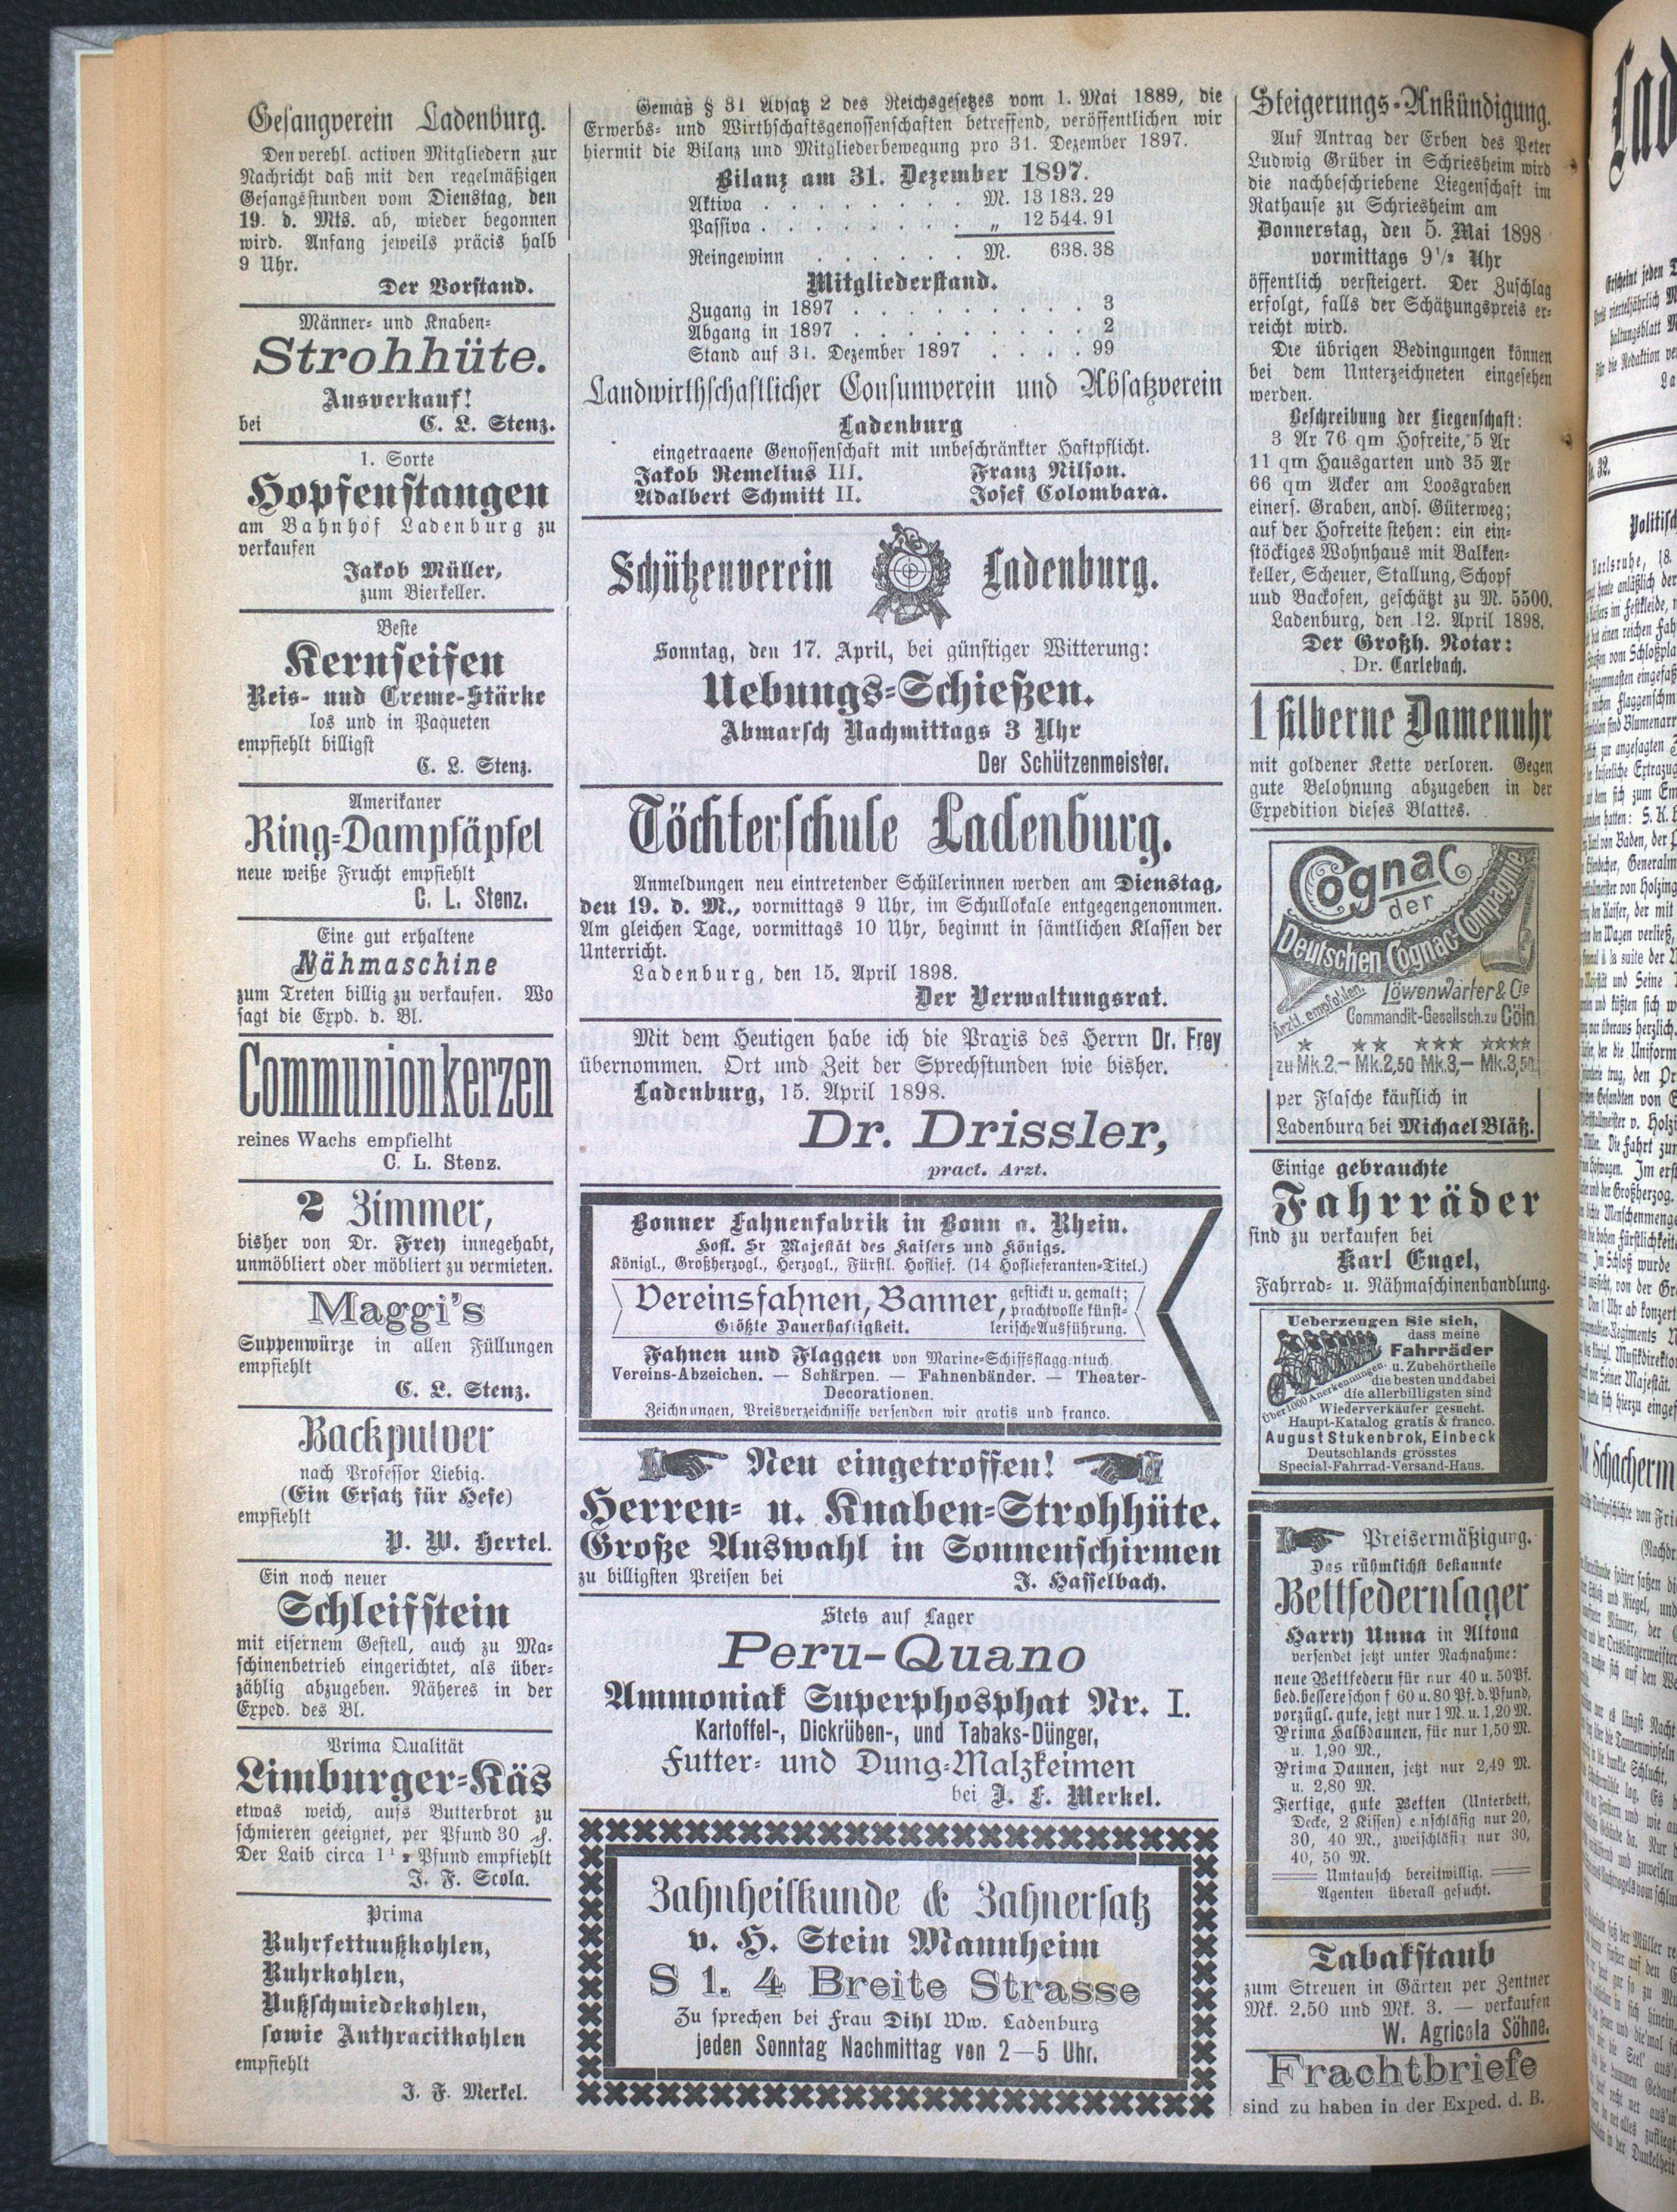 Gesangverein Ladenburg.
Den verehl. activen Mitgliedern zur
Nachricht daß mit den regelmäßigen
Gesangsstunden vom Dienstag, den
19. d. Mts. ab, wieder begonnen
wird. Anfang jeweils präcis halb
9 Uhr.
Der Vorstand.
Männer- und Knaben-
Strohhüte.
Ausverkauf!
bei C. L. Stenz.
1. Sorte
Hopfenstangen
am Bahnhof Ladenburg zu
verkaufen
Jakob Müller,
zum Bierkeller.
Beste
Kernseifen
Reis- und Creme-Stärke
los und in Paqueten
empfiehlt billigst
C. L. Stenz.
Amerikaner
Ring-Dampfäpfel
neue weiße Frucht empfiehlt
C. L. Stenz.
Eine gut erhaltene
Nähmaschine
zum Treten billig zu verkaufen. Wo
sagt die Expd. d. Bl.
Communionkerzen
reines Wachs empfielht
C. L. Stenz.
2 Zimmer,
bisher von Dr. Frey innegehabt,
unmöbliert oder möbliert zu vermieten.
Maggi's
Suppenwürze in allen Füllungen
empfiehlt
C. L. Stenz.
Backpulver
nach Professor Liebig.
(Ein Ersatz für Hefe)
empfiehlt
P. W. Hertel.
Ein noch neuer
Schleifstein
mit eisernem Gestell, auch zu Ma-
schinenbetrieb eingerichtet, als über-
zählig abzugeben. Näheres in der
Exped. des Bl.
Prima Qualität
Limburger-Käs
etwas weich, aufs Butterbrot zu
schmieren geeignet, per Pfund 30 ₰.
Der Laib circa 1½ Pfund empfiehlt
J. F. Scola.
Prima
Ruhrfettnußkohlen,
Ruhrkohlen,
Nußschmiedekohlen,
sowie Anthracitkohlen
empfiehlt
J. F. Merkel.
Gemäß § 31 Absatz 2 des Reichsgesetzes vom 1. Mai 1889, die
Erwerbs- und Wirthschaftsgenossenschaften betreffend, veröffentlichen wir
hiermit die Bilanz und Mitgliederbewegung pro 31. Dezember 1897.
Bilanz am 31. Dezember 1897.
Aktiva . . . . . . . . M. 13 183.29
Passiva . . . . . . . . „ 12 544.91
Reingewinn . . . . . . M. 638.38
Mitgliederstand.
Zugang in 1897 . . . . . . . . . 3
Abgang in 1897 . . . . . . . . . 2
Stand auf 31. Dezember 1897 . . . . 99
Landwirthschaftlicher Consumverein und Absatzverein
Ladenburg
eingetragene Genossenschaft mit unbeschränkter Haftpflicht.
Jakob Remelius III. Franz Nilson.
Adalbert Schmitt II. Josef Colombara.
Schützenverein Ladenburg.
Sonntag, den 17. April, bei günstiger Witterung:
Uebungs-Schießen.
Abmarsch Nachmittags 3 Uhr
Der Schützenmeister.
Töchterschule Ladenburg.
Anmeldungen neu eintretender Schülerinnen werden am Dienstag,
den 19. d. M., vormittags 9 Uhr, im Schullokale entgegengenommen.
Am gleichen Tage, vormittags 10 Uhr, beginnt in sämtlichen Klassen der
Unterricht.
Ladenburg, den 15. April 1898.
Der Verwaltungsrat.
Mit dem Heutigen habe ich die Praxis des Herrn Dr. Frey
übernommen. Ort und Zeit der Sprechstunden wie bisher.
Ladenburg, 15. April 1898.
Dr. Drissler,
pract. Arzt.
Bonner Fahnenfabrik in Bonn a. Rhein.
Hofl. Sr Majestät des Kaisers und Königs.
Königl., Großherzogl., Herzogl., Fürstl. Hoflief. (14 Hoflieferanten-Titel.)
Vereinsfahnen, Banner, gestickt u. gemalt;
prachtvolle künst-
Größte Dauerhaftigkeit. lerische Ausführung.
Fahnen und Flaggen von Marine-Schiffsflaggentuch.
Vereins-Abzeichen. — Schärpen. — Fahnenbänder. — Theater-
Decorationen.
Zeichnungen, Preisverzeichnisse versenden wir gratis und franco.
Neu eingetroffen!
Herren- u. Knaben-Strohhüte.
Große Auswahl in Sonnenschirmen
zu billigsten Preisen bei J. Hasselbach.
Stets auf Lager
Peru-Quano
Ammoniak Superphosphat Nr. I.
Kartoffel-, Dickrüben-, und Tabaks-Dünger,
Futter- und Dung-Malzkeimen
bei J. F. Merkel.
Zahnheilkunde & Zahnersatz
v. H. Stein Mannheim
S 1. 4 Breite Strasse
Zu sprechen bei Frau Dihl Ww. Ladenburg
jeden Sonntag Nachmittag von 2—5 Uhr.
Steigerungs-Ankündigung.
Auf Antrag der Erben des Peter
Ludwig Grüber in Schriesheim wird
die nachbeschriebene Liegenschaft im
Rathause zu Schriesheim am
Donnerstag, den 5. Mai 1898
vormittags 9½ Uhr
öffentlich versteigert. Der Zuschlag
erfolgt, falls der Schätzungspreis er-
reicht wird.
Die übrigen Bedingungen können
bei dem Unterzeichneten eingesehen
werden.
Beschreibung der Liegenschaft:
3 Ar 76 qm Hofreite, 5 Ar
11 qm Hausgarten und 35 Ar
66 qm Acker am Loosgraben
einers. Graben, ands. Güterweg;
auf der Hofreite stehen: ein ein-
stöckiges Wohnhaus mit Balken-
keller, Scheuer, Stallung, Schopf
und Backofen, geschätzt zu M. 5500.
Ladenburg, den 12. April 1898.
Der Großh. Notar:
Dr. Carlebach.
1 silberne Damenuhr
mit goldener Kette verloren. Gegen
gute Belohnung abzugeben in der
Expedition dieses Blattes.
Cognac
der
Deutschen Cognac-Compagnie
Ärztl. empfohlen. Löwenwarter & Cie
Commandit-Gesellsch. zu Cöln
★ ★★ ★★★ ★★★★
zu Mk. 2.— Mk. 2,50 Mk. 3,— Mk. 3,50.
per Flasche käuflich in
Ladenburg bei Michael Bläß.
Einige gebrauchte
Fahrräder
sind zu verkaufen bei
Karl Engel,
Fahrrad- u. Nähmaschinenhandlung.
Ueberzeugen Sie sich,
dass meine
Fahrräder
u. Zubehörtheile
die besten und dabei
die allerbilligsten sind
Über 1000 Anerkennungen.
Wiederverkäufer gesucht.
Haupt-Katalog gratis & franco.
August Stukenbrok, Einbeck
Deutschlands grösstes
Special-Fahrrad-Versand-Haus.
Preisermäßigung.
Das rühmlichst bekannte
Bettfedernlager
Harry Unna in Altona
versendet jetzt unter Nachnahme:
neue Bettfedern für nur 40 u. 50 Pf.
bed. bessere schon f 60 u. 80 Pf. d. Pfund,
vorzügl. gute, jetzt nur 1 M. u. 1,20 M.
Prima Halbdaunen, für nur 1,50 M.
u. 1,90 M.,
Prima Daunen, jetzt nur 2,49 M.
u. 2,80 M.
Fertige, gute Betten (Unterbett,
Decke, 2 Kissen) einschläfig nur 20,
30, 40 M., zweischläfig nur 30,
40, 50 M.
Umtausch bereitwillig.
Agenten überall gesucht.
Tabakstaub
zum Streuen in Gärten per Zentner
Mk. 2.50 und Mk. 3. — verkaufen
W. Agricola Söhne.
Frachtbriefe
sind zu haben in der Exped. d. B.